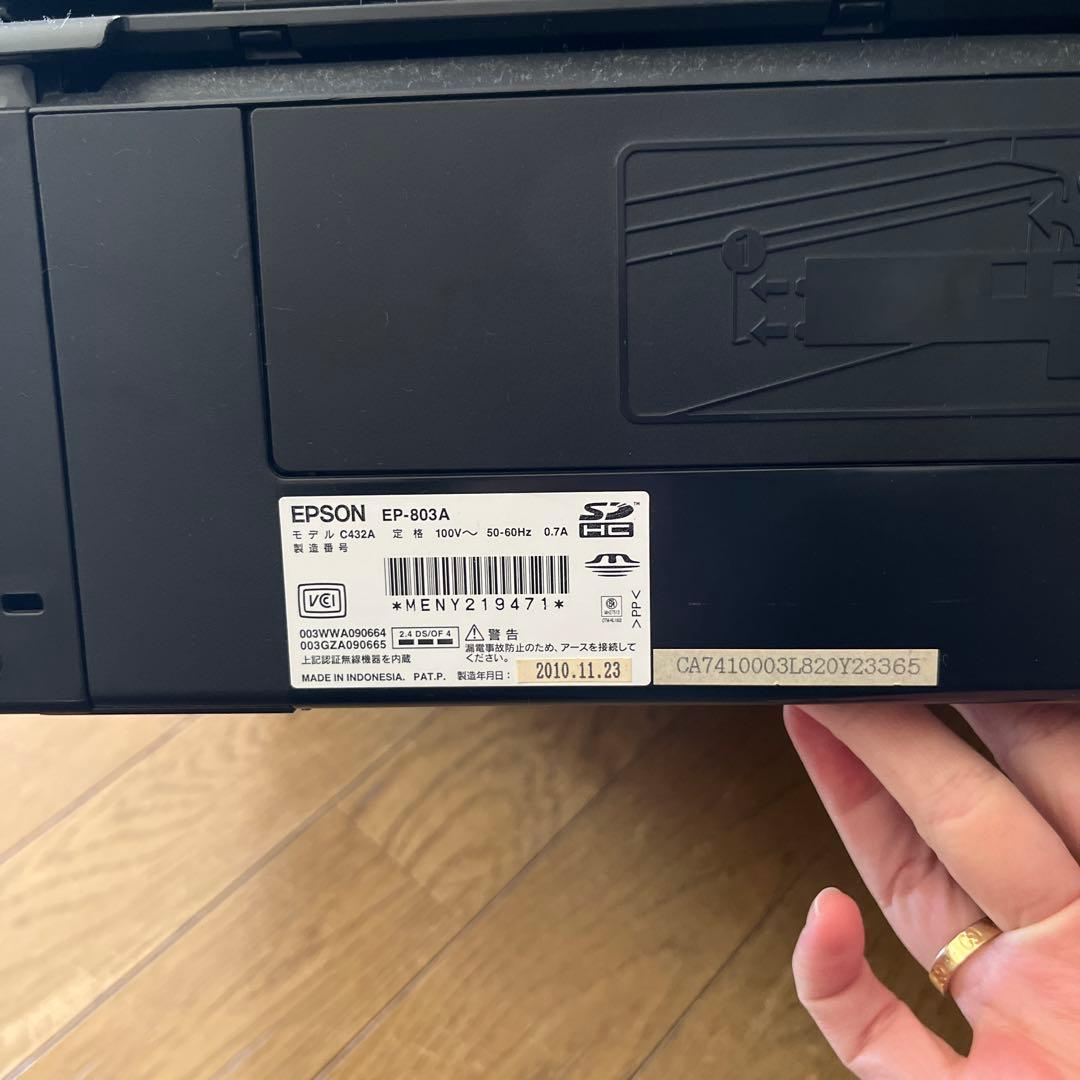 1
EPSON EP-803A
モデル C432A 定格 100V～ 50-60Hz 0.7A
製造番号
SD HC™
*MENY219471*
VCI
>PP<
003WWA090664
003GZA090665
2.4 DS/OF 4
上記認証無線機器を内蔵
警告
漏電事故防止のため、アースを接続して
ください。
MADE IN INDONESIA. PAT.P. 製造年月日： 2010.11.23
CA7410003L820Y23365